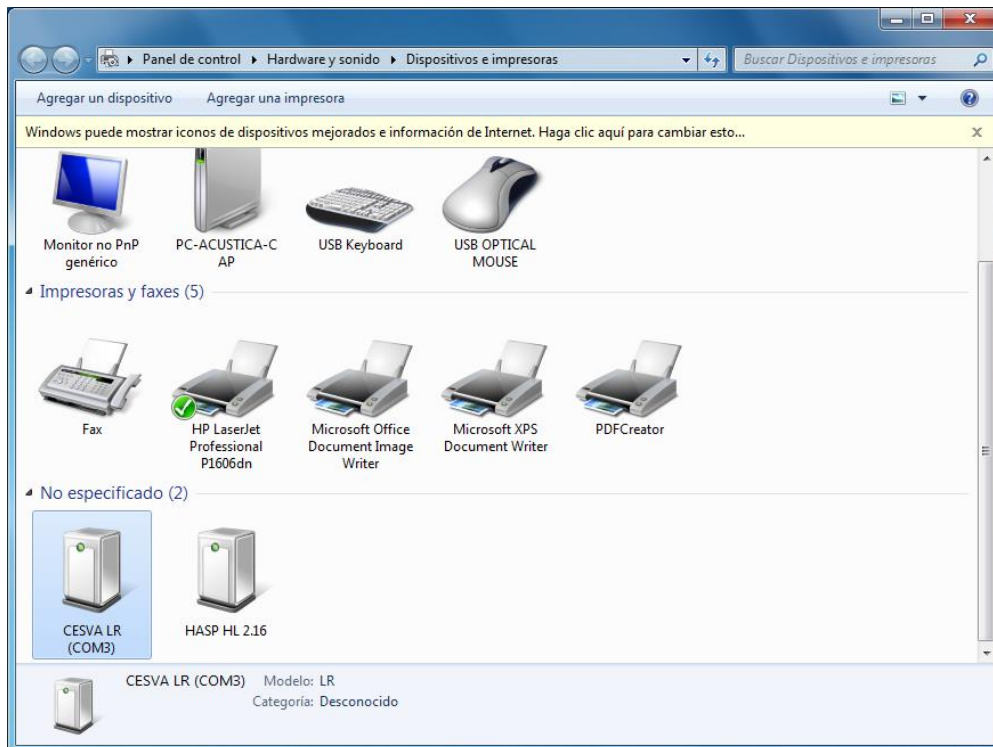 Panel de control ▸ Hardware y sonido ▸ Dispositivos e impresoras
Buscar Dispositivos e impresoras
Agregar un dispositivo
Agregar una impresora
Windows puede mostrar iconos de dispositivos mejorados e información de Internet. Haga clic aquí para cambiar esto...
Monitor no PnP
genérico
PC-ACUSTICA-C
AP
USB Keyboard
USB OPTICAL
MOUSE
Impresoras y faxes (5)
Fax
HP LaserJet
Professional
P1606dn
Microsoft Office
Document Image
Writer
Microsoft XPS
Document Writer
PDFCreator
No especificado (2)
CESVA LR
(COM3)
HASP HL 2.16
CESVA LR (COM3) Modelo: LR
Categoría: Desconocido